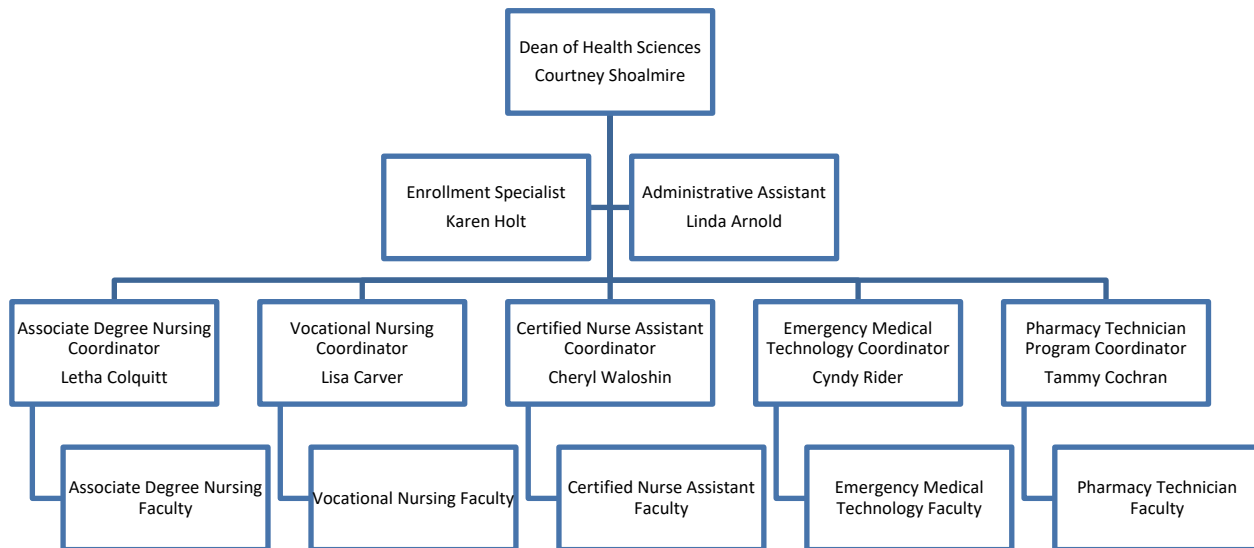 Dean of Health Sciences
Courtney Shoalmire
Enrollment Specialist
Karen Holt
Administrative Assistant
Linda Arnold
Associate Degree Nursing
Coordinator
Letha Colquitt
Vocational Nursing
Coordinator
Lisa Carver
Certified Nurse Assistant
Coordinator
Cheryl Waloshin
Emergency Medical
Technology Coordinator
Cyndy Rider
Pharmacy Technician
Program Coordinator
Tammy Cochran
Associate Degree Nursing
Faculty
Vocational Nursing Faculty
Certified Nurse Assistant
Faculty
Emergency Medical
Technology Faculty
Pharmacy Technician
Faculty